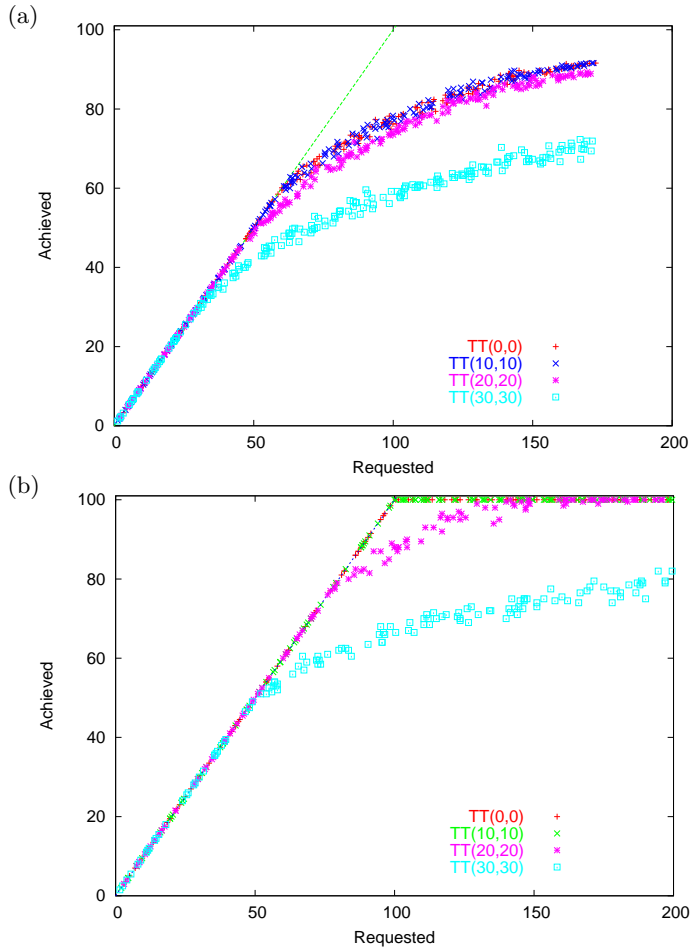 (a)
100
80
60
40
20
0
Achieved
TT(0,0)
TT(10,10)
TT(20,20)
TT(30,30)
0 50 100 150 200
Requested
(b)
100
80
60
40
20
0
Achieved
TT(0,0)
TT(10,10)
TT(20,20)
TT(30,30)
0 50 100 150 200
Requested